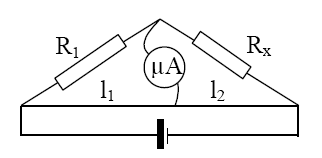 R₁ μA Rₓ
l₁ l₂